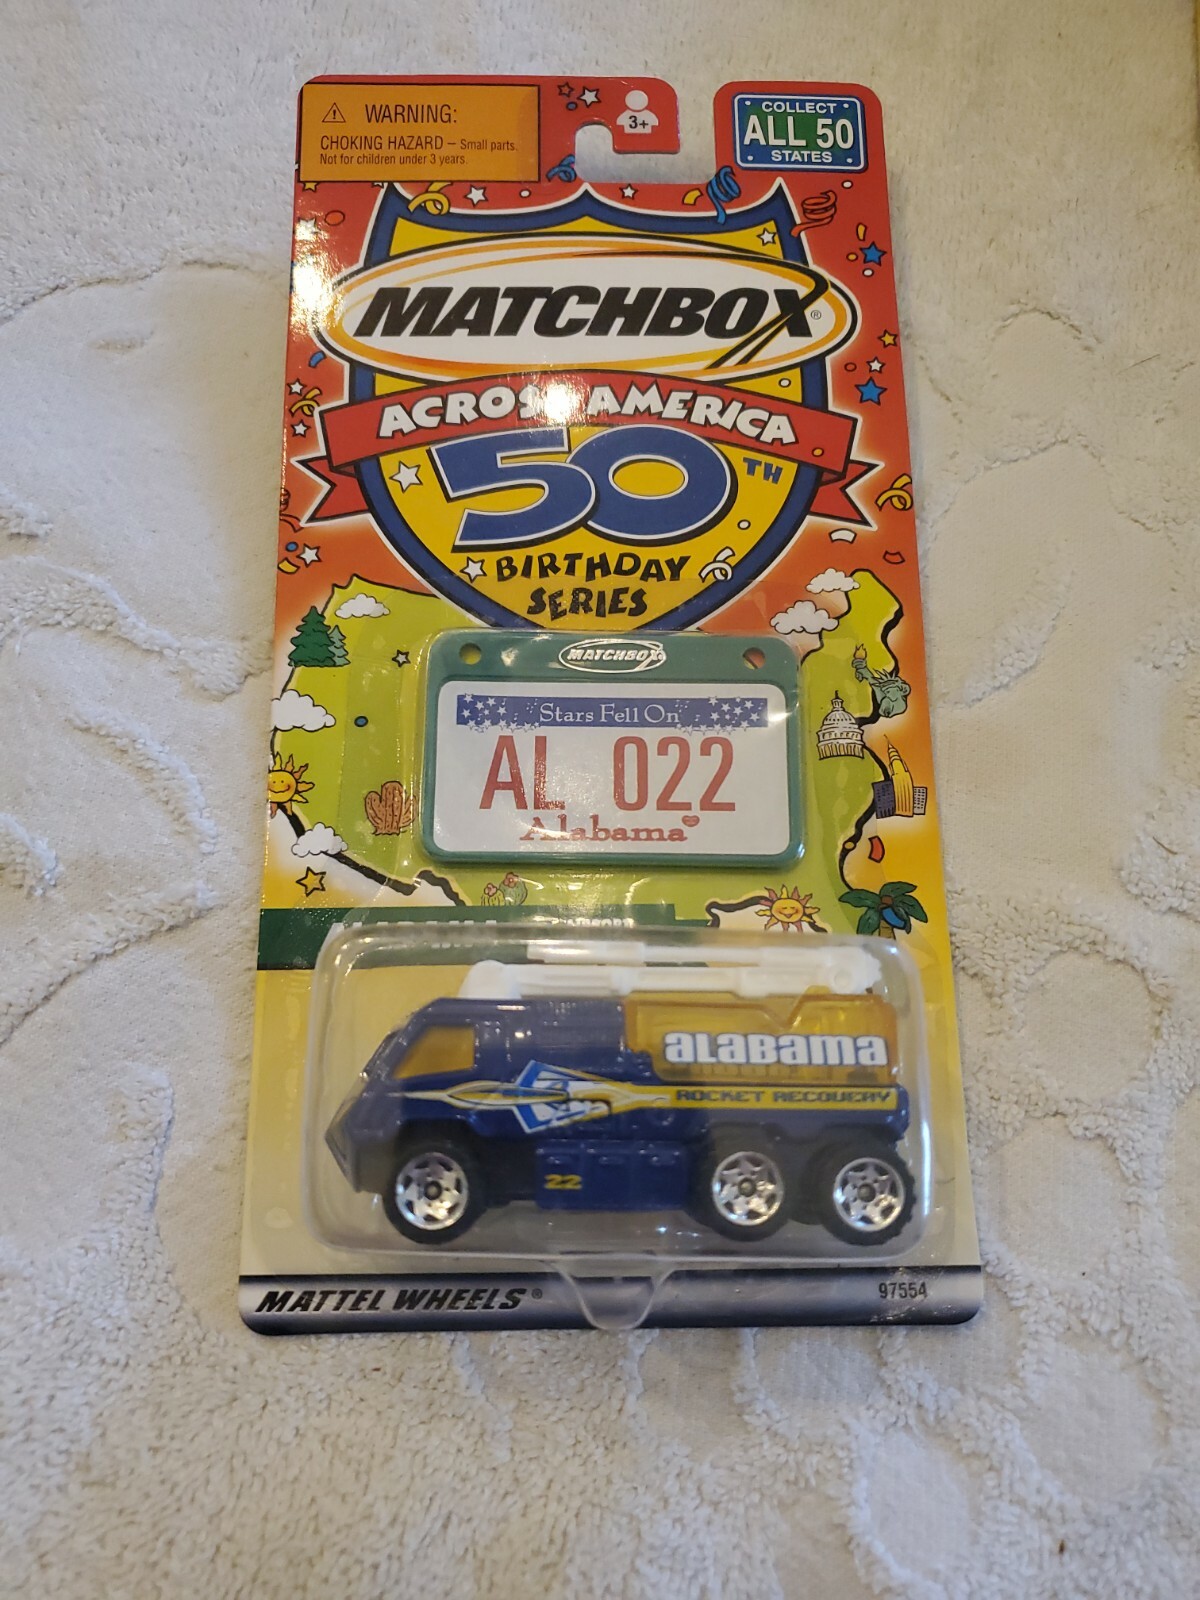 WARNING:
CHOKING HAZARD – Small parts.
Not for children under 3 years.
3+
COLLECT
ALL 50
STATES
MATCHBOX®
ACROSS AMERICA
50TH
BIRTHDAY
SERIES
MATCHBOX
Stars Fell On
AL 022
Alabama
ALABAMA
ROCKET RECOVERY
22
MATTEL WHEELS®
97554